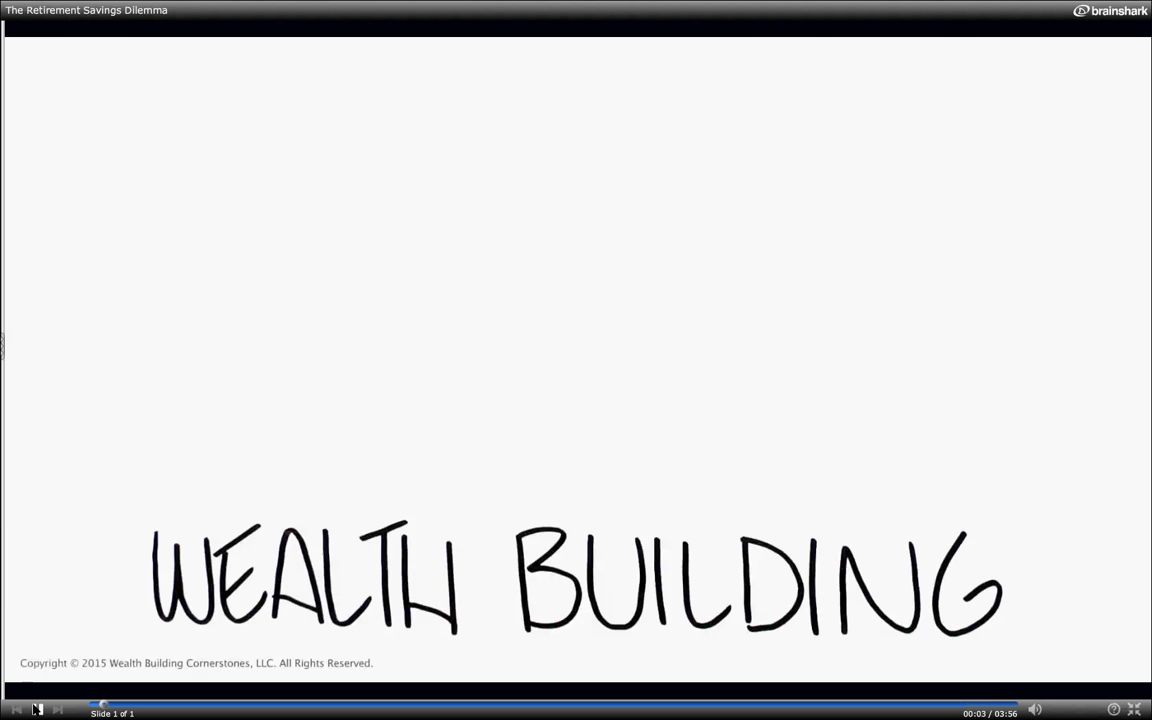 The Retirement Savings Dilemma
brainshark
WEALTH BUILDING
Copyright © 2015 Wealth Building Cornerstones, LLC. All Rights Reserved.
Slide 1 of 1
00:03 / 03:56